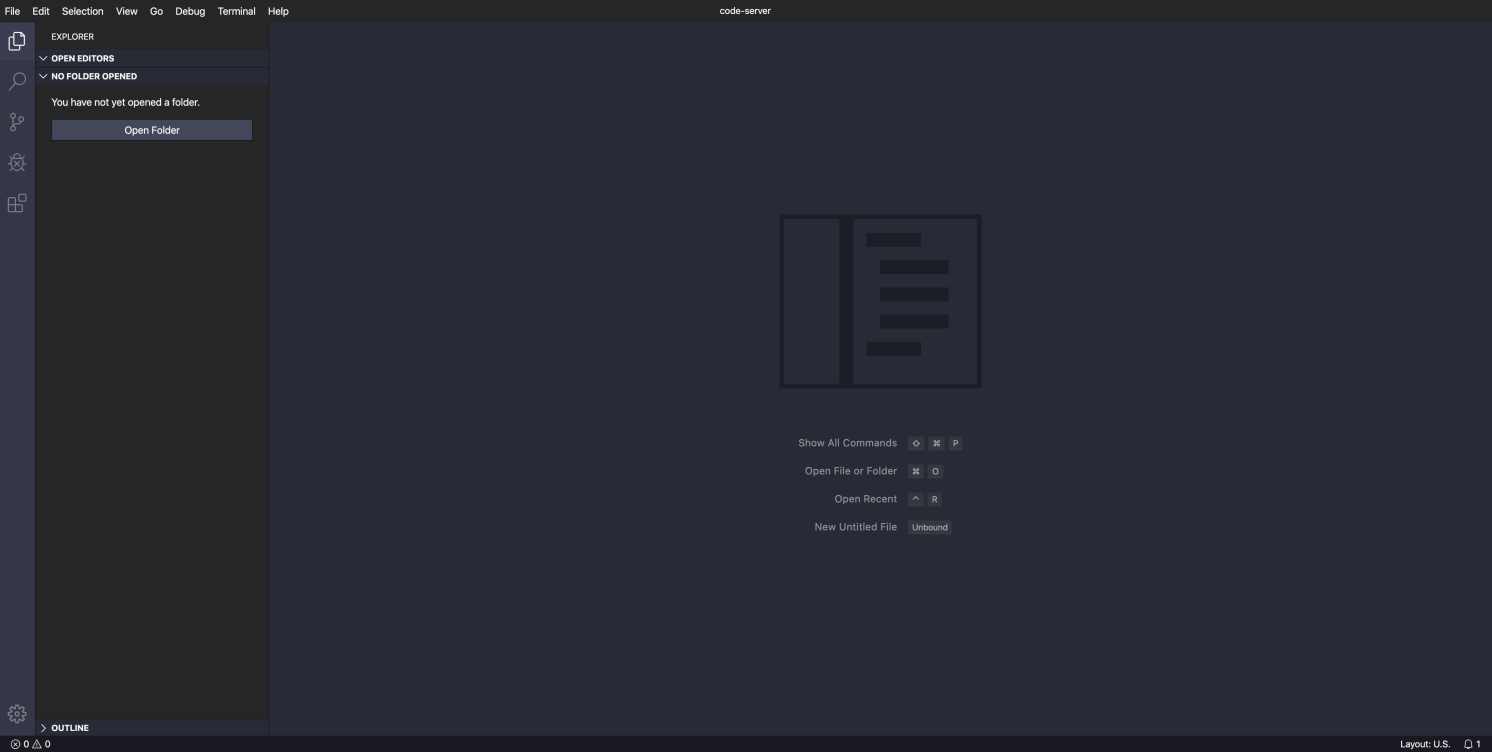 File Edit Selection View Go Debug Terminal Help code-server
EXPLORER
OPEN EDITORS
NO FOLDER OPENED
You have not yet opened a folder.
Open Folder
Show All Commands ⇧ ⌘ P
Open File or Folder ⌘ O
Open Recent ^ R
New Untitled File Unbound
OUTLINE
0 0 Layout: U.S. 1